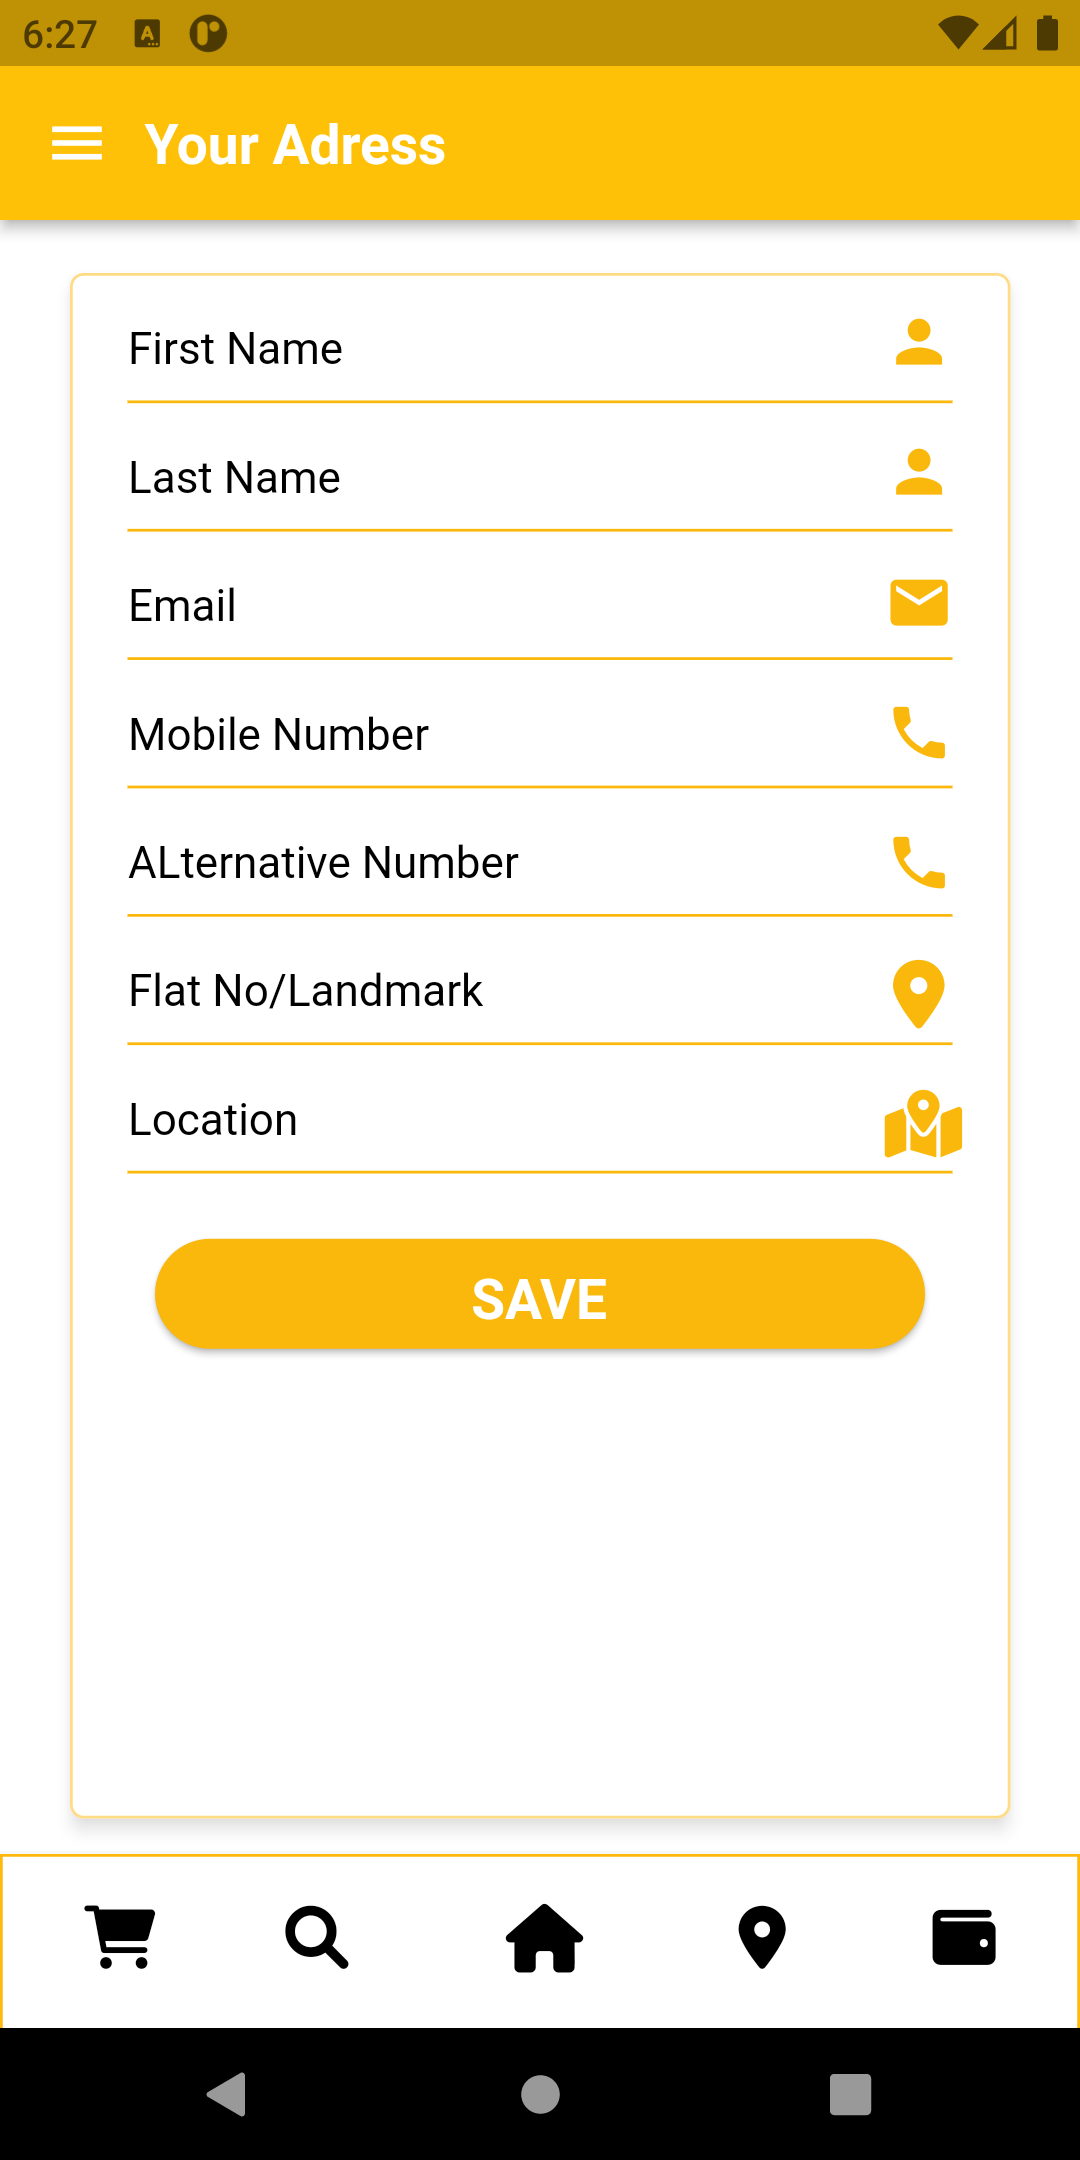 6:27
Your Adress
First Name
Last Name
Email
Mobile Number
ALternative Number
Flat No/Landmark
Location
SAVE